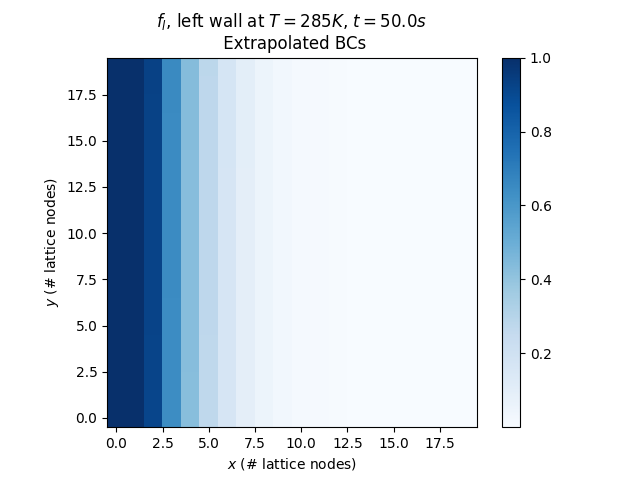 f_l, left wall at T = 285K, t = 50.0s
Extrapolated BCs
17.5
15.0
12.5
10.0
7.5
5.0
2.5
0.0
y (# lattice nodes)
0.0 2.5 5.0 7.5 10.0 12.5 15.0 17.5
x (# lattice nodes)
1.0
0.8
0.6
0.4
0.2